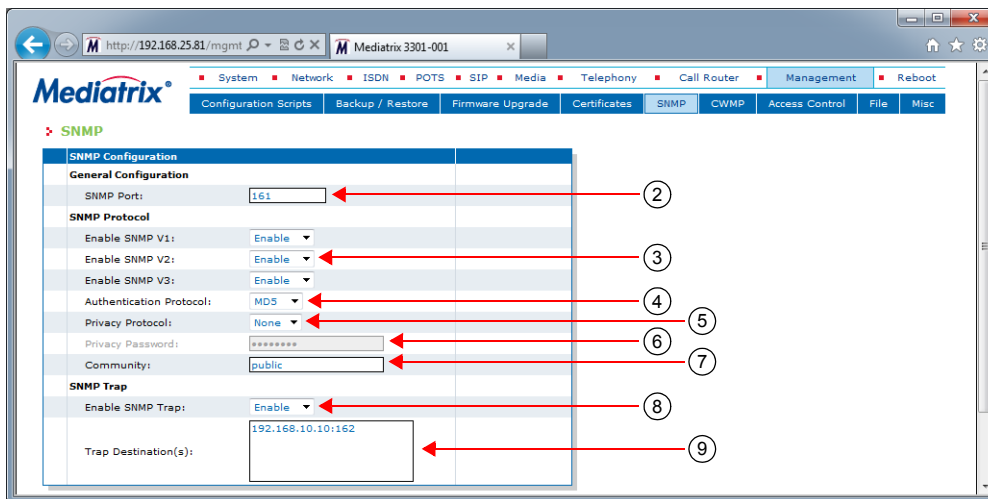 http://192.168.25.81/mgmt
Mediatrix 3301-001
Mediatrix®
System Network ISDN POTS SIP Media Telephony Call Router Management Reboot
Configuration Scripts Backup / Restore Firmware Upgrade Certificates SNMP CWMP Access Control File Misc
SNMP
SNMP Configuration
General Configuration
SNMP Port: 161 2
SNMP Protocol
Enable SNMP V1: Enable
Enable SNMP V2: Enable 3
Enable SNMP V3: Enable
Authentication Protocol: MD5 4
Privacy Protocol: None 5
Privacy Password: •••••••• 6
Community: public 7
SNMP Trap
Enable SNMP Trap: Enable 8
192.168.10.10:162
Trap Destination(s): 9